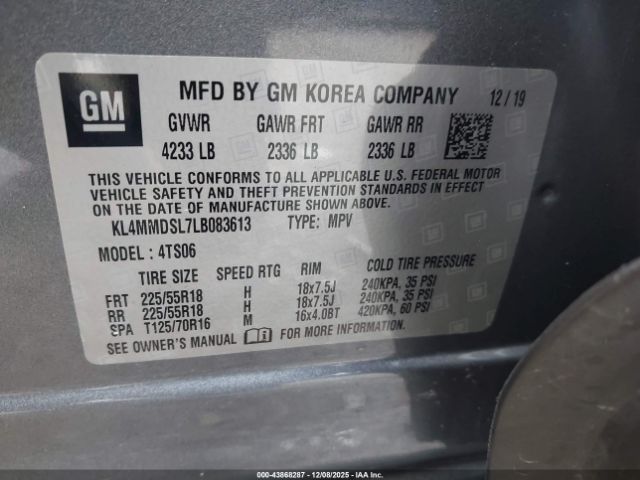 GM
MFD BY GM KOREA COMPANY 12/19
GVWR GAWR FRT GAWR RR
4233 LB 2336 LB 2336 LB
THIS VEHICLE CONFORMS TO ALL APPLICABLE U.S. FEDERAL MOTOR
VEHICLE SAFETY AND THEFT PREVENTION STANDARDS IN EFFECT
ON THE DATE OF MANUFACTURE SHOWN ABOVE.
KL4MMDSL7LB083613 TYPE: MPV
MODEL: 4TS06
TIRE SIZE SPEED RTG RIM COLD TIRE PRESSURE
FRT 225/55R18 H 18x7.5J 240KPA, 35 PSI
RR 225/55R18 H 18x7.5J 240KPA, 35 PSI
SPA T125/70R16 M 16x4.0BT 420KPA, 60 PSI
SEE OWNER'S MANUAL FOR MORE INFORMATION
000-43868287 - 12/08/2025 - IAAI.COM